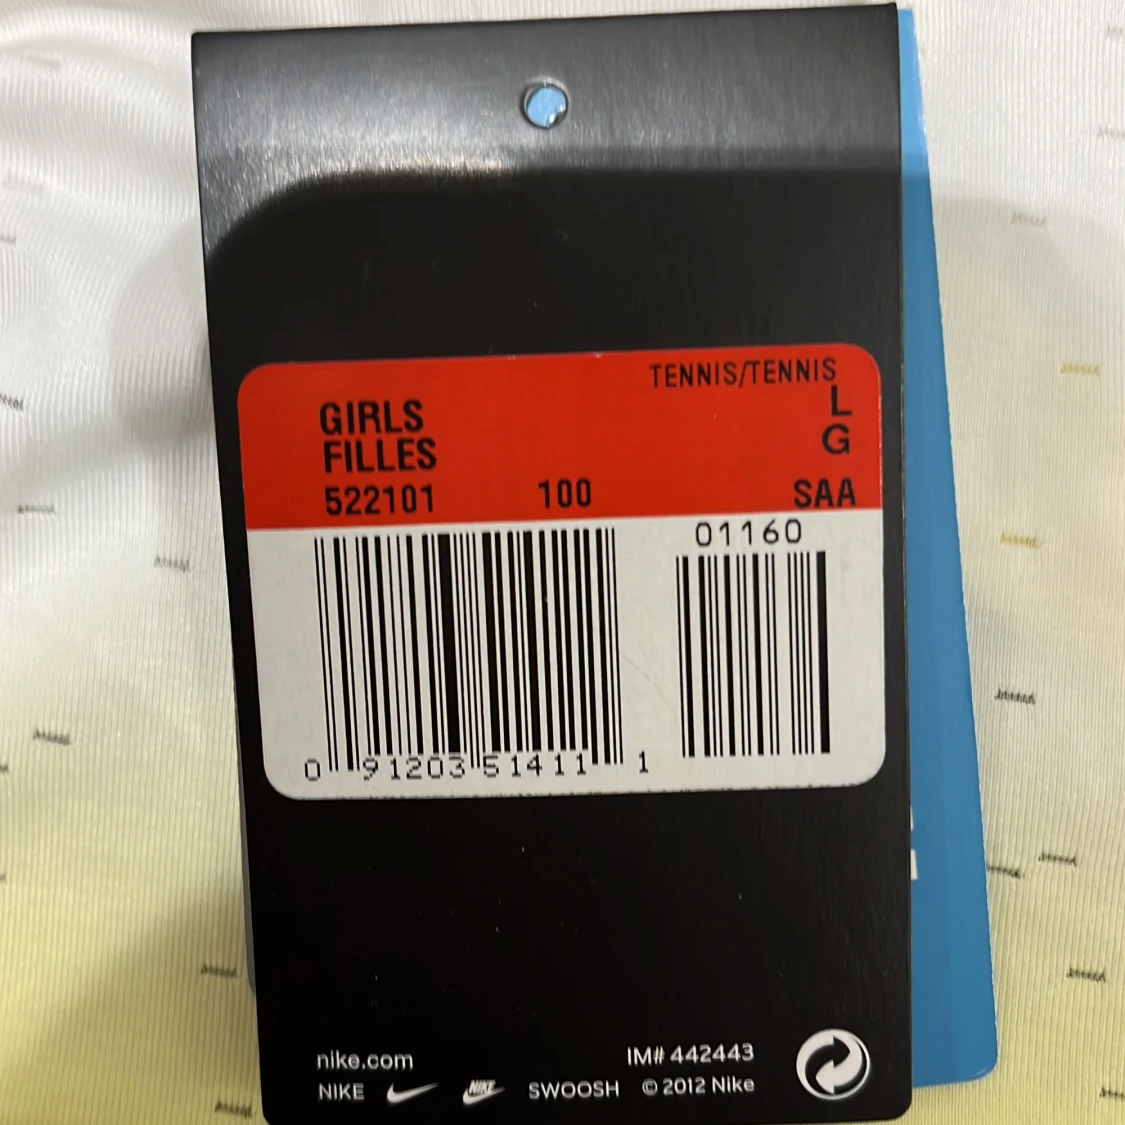 TENNIS/TENNIS
GIRLS L
FILLES G
522101 100 SAA
01160
0 91203 51411 1
nike.com IM# 442443
NIKE NIKE SWOOSH © 2012 Nike